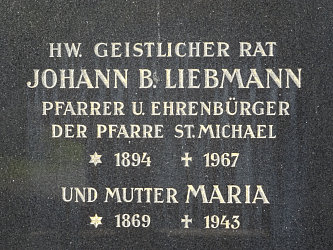 HW. GEISTLICHER RAT
JOHANN B. LIEBMANN
PFARRER U. EHRENBÜRGER
DER PFARRE ST. MICHAEL
✶ 1894 ✝ 1967
UND MUTTER MARIA
✶ 1869 ✝ 1943